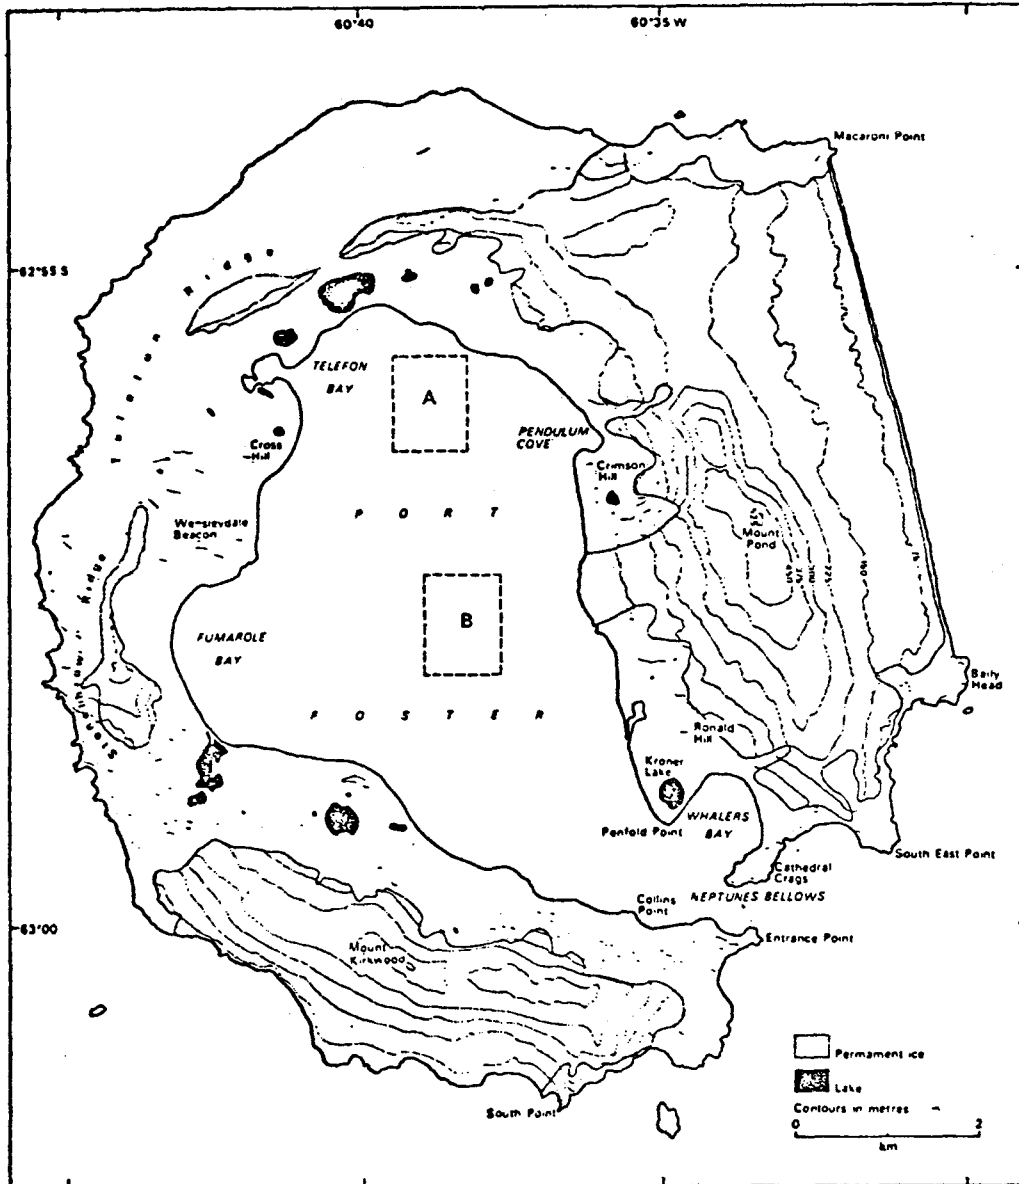 60°40
60°35 W
Macaroni Point
62°55 S
Telefon Ridge
TELEFON
BAY
A
PENDULUM
COVE
Cross
Hill
Crimson
Hill
P O R T
Mount
Pond
Beacon
Stonethrow Ridge
FUMAROLE
BAY
B
Baily
Head
F O S T E R
Ronald
Hill
Kroner
Lake
WHALERS
BAY
Penfold Point
South East Point
Cathedral
Crags
NEPTUNES BELLOWS
Collins
Point
63°00
Entrance Point
Mount
Kirkwood
Permament ice
Lake
South Point
Contours in metres
0 2
km